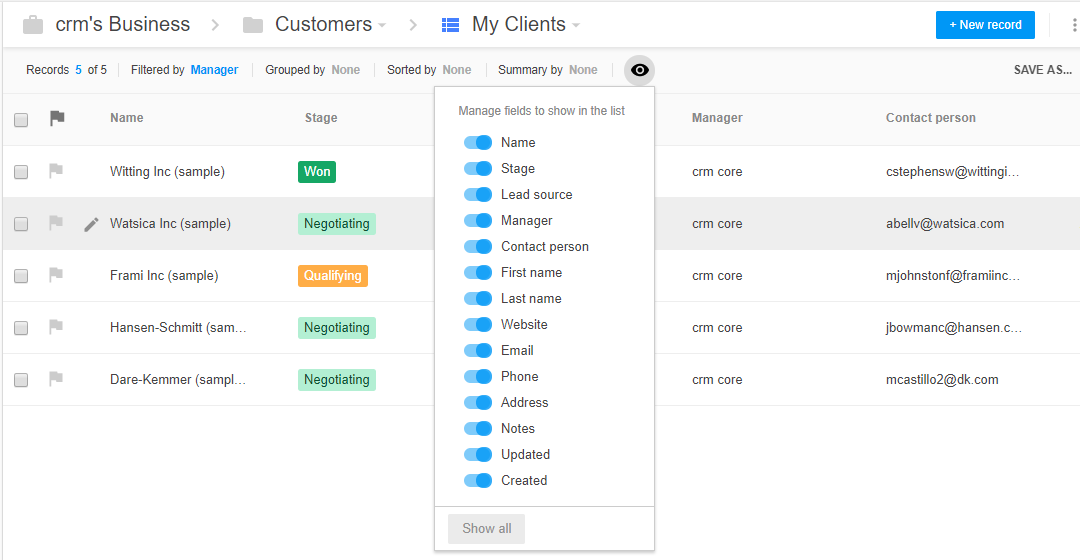 crm's Business Customers My Clients + New record
Records 5 of 5 Filtered by Manager Grouped by None Sorted by None Summary by None SAVE AS...
Manage fields to show in the list
Name Stage Manager Contact person
Name
Stage
Lead source
Manager
Contact person
First name
Last name
Website
Email
Phone
Address
Notes
Updated
Created
Show all
Witting Inc (sample) Won crm core cstephensw@wittingi...
Watsica Inc (sample) Negotiating crm core abellv@watsica.com
Frami Inc (sample) Qualifying crm core mjohnstonf@framiinc...
Hansen-Schmitt (sam... Negotiating crm core jbowmanc@hansen.c...
Dare-Kemmer (sampl... Negotiating crm core mcastillo2@dk.com